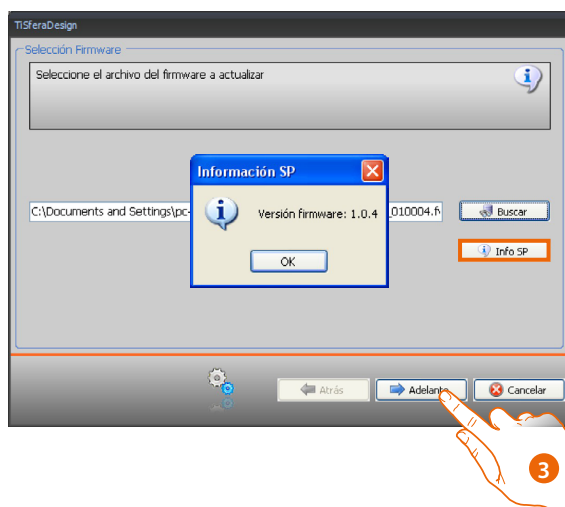 TiSferaDesign
Selección Firmware
Seleccione el archivo del firmware a actualizar
Información SP
Versión firmware: 1.0.4
C:\Documents and Settings\pc-
_010004.f
Buscar
OK
Info SP
Atrás
Adelante
Cancelar
3